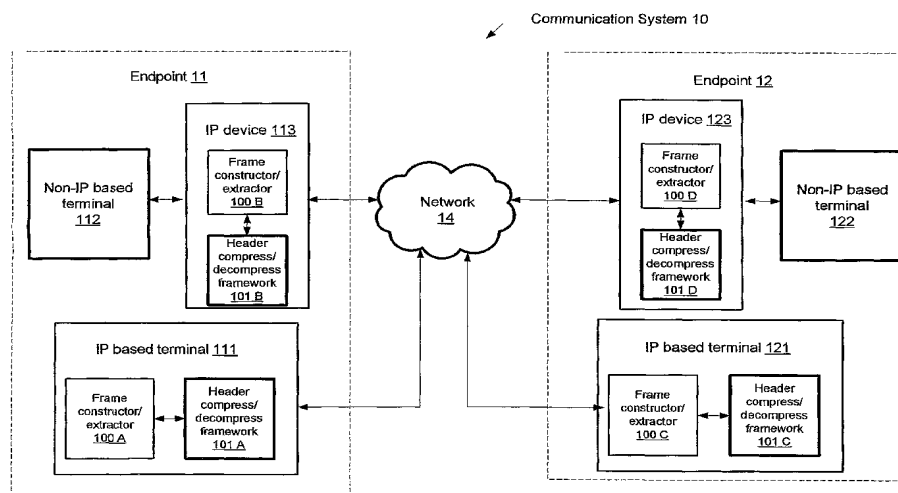 Communication System 10
Endpoint 11
IP device 113
Non-IP based
terminal 112
Frame
constructor/
extractor
100 B
Header
compress/
decompress
framework
101 B
IP based terminal 111
Frame
constructor/
extractor
100 A
Header
compress/
decompress
framework
101 A
Network
14
Endpoint 12
IP device 123
Frame
constructor/
extractor
100 D
Header
compress/
decompress
framework
101 D
Non-IP based
terminal
122
IP based terminal 121
Frame
constructor/
extractor
100 C
Header
compress/
decompress
framework
101 C